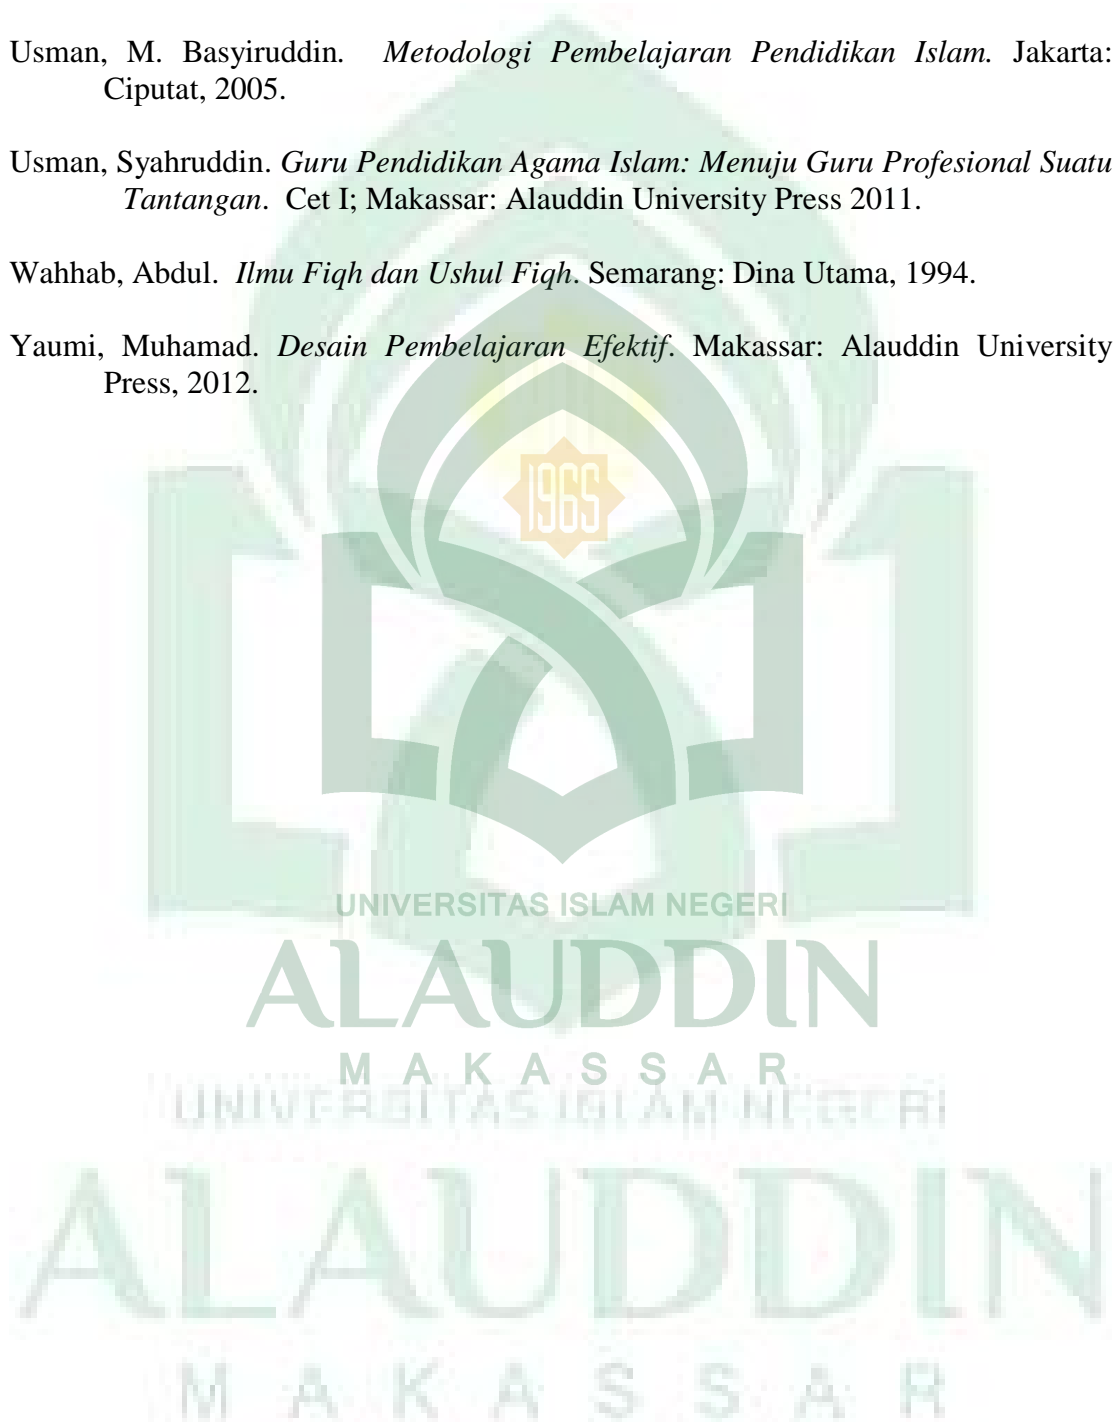 Usman, M. Basyiruddin. Metodologi Pembelajaran Pendidikan Islam. Jakarta:
Ciputat, 2005.
Usman, Syahruddin. Guru Pendidikan Agama Islam: Menuju Guru Profesional Suatu
Tantangan. Cet I; Makassar: Alauddin University Press 2011.
Wahhab, Abdul. Ilmu Fiqh dan Ushul Fiqh. Semarang: Dina Utama, 1994.
Yaumi, Muhamad. Desain Pembelajaran Efektif. Makassar: Alauddin University
Press, 2012.
1965
UNIVERSITAS ISLAM NEGERI
ALAUDDIN
MAKASSAR
UNIVERSITAS ISLAM NEGERI
ALAUDDIN
MAKASSAR